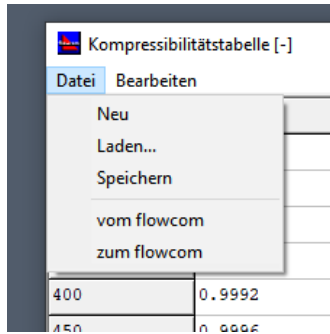 Kompressibilitätstabelle [-]
Datei Bearbeiten
Neu
Laden...
Speichern
vom flowcom
zum flowcom
400 0.9992
450 0.9996